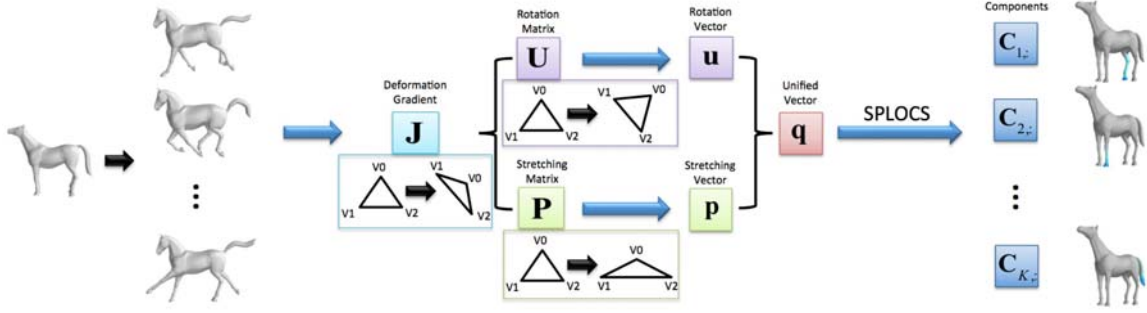 Deformation
Gradient
J
V0
V1
V2
V1
V0
V2
Rotation
Matrix
U
V0
V1
V2
V1
V0
V2
Rotation
Vector
u
Stretching
Matrix
P
V0
V1
V2
V0
V1
V2
Stretching
Vector
p
Unified
Vector
q
SPLOCS
Components
C1,:
C2,:
CK,: